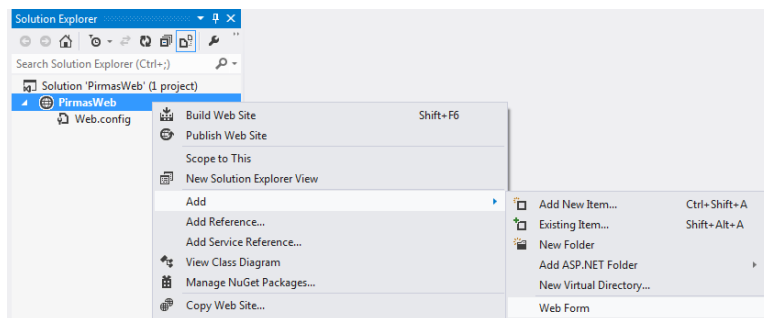 Solution Explorer
Search Solution Explorer (Ctrl+;)
Solution 'PirmasWeb' (1 project)
PirmasWeb
Web.config
Build Web Site Shift+F6
Publish Web Site
Scope to This
New Solution Explorer View
Add
Add Reference...
Add Service Reference...
View Class Diagram
Manage NuGet Packages...
Copy Web Site...
Add New Item... Ctrl+Shift+A
Existing Item... Shift+Alt+A
New Folder
Add ASP.NET Folder
New Virtual Directory...
Web Form